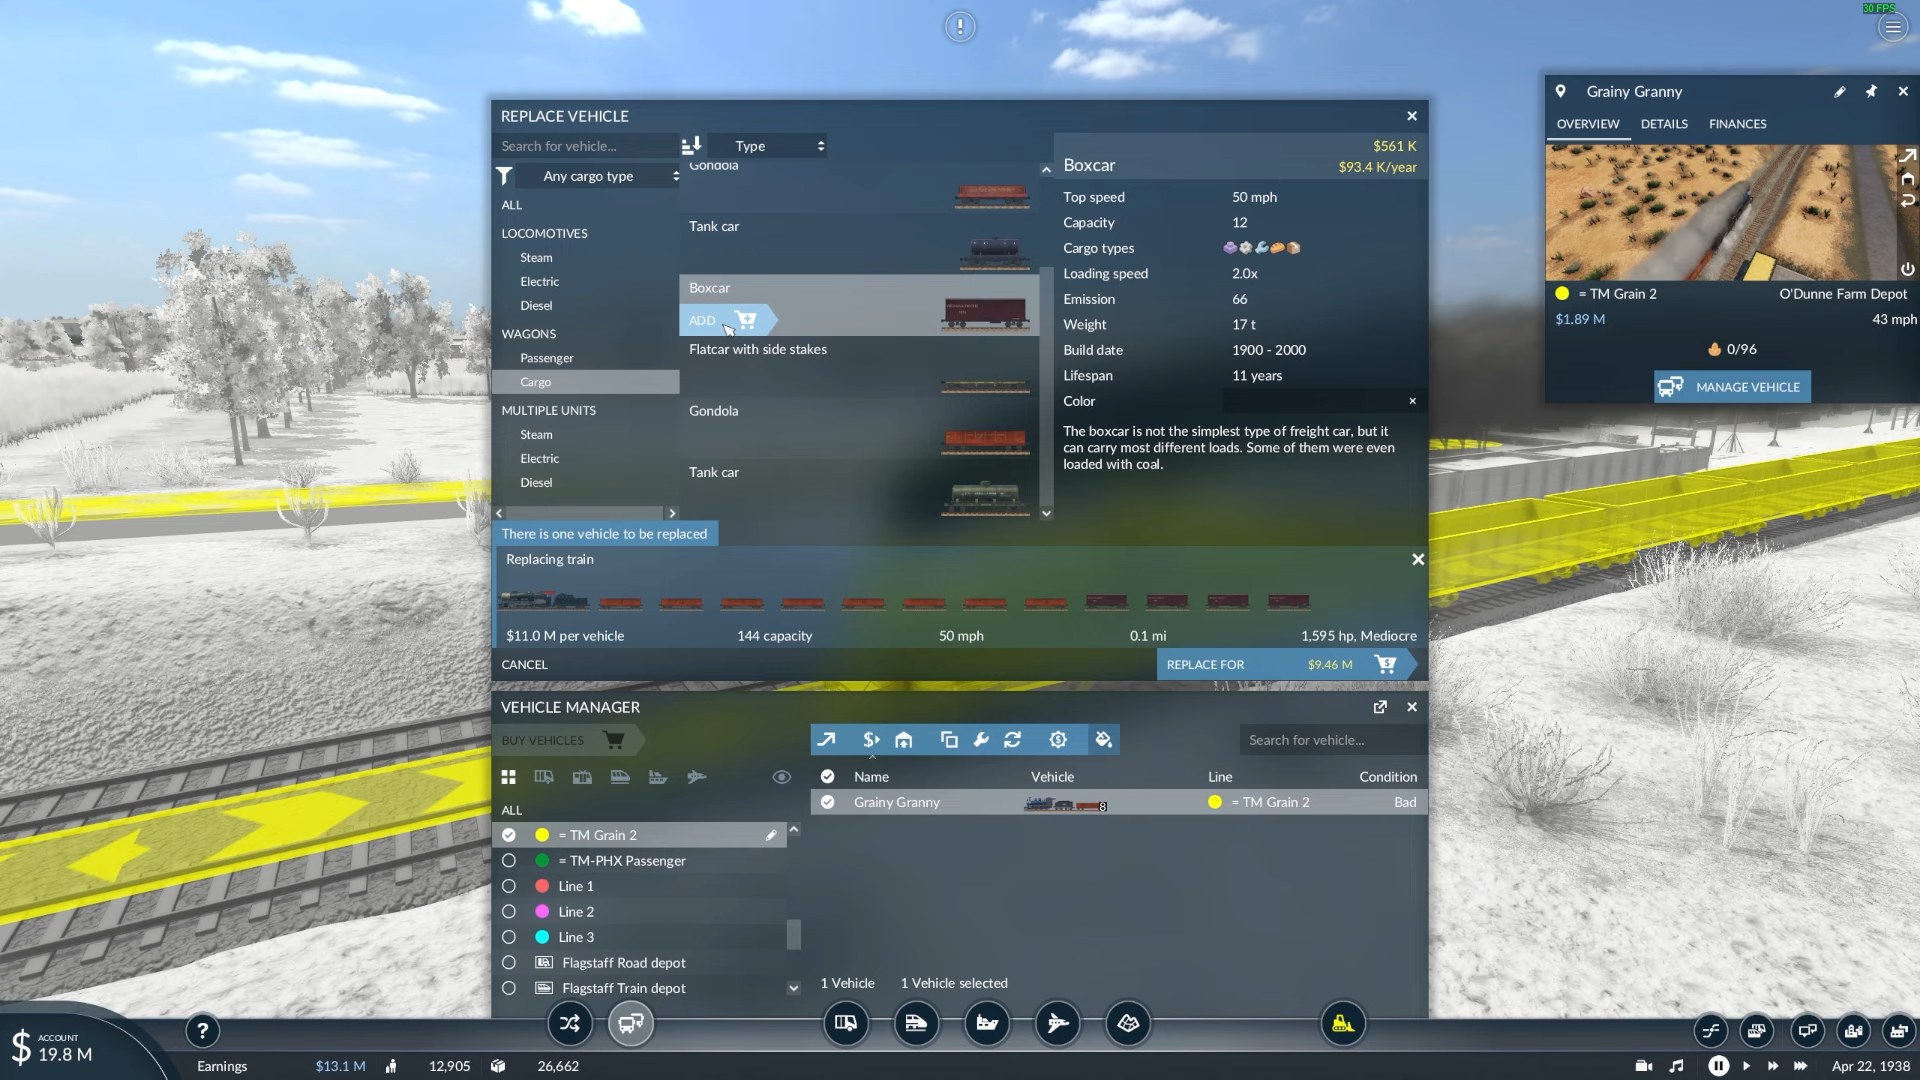 30 FPS
!
REPLACE VEHICLE
Search for vehicle...
Type
Any cargo type
ALL
LOCOMOTIVES
Steam
Electric
Diesel
WAGONS
Passenger
Cargo
MULTIPLE UNITS
Steam
Electric
Diesel
Gondola
Tank car
Boxcar
ADD
Flatcar with side stakes
Gondola
Tank car
$561 K
Boxcar
$93.4 K/year
Top speed 50 mph
Capacity 12
Cargo types
Loading speed 2.0x
Emission 66
Weight 17 t
Build date 1900 - 2000
Lifespan 11 years
Color
The boxcar is not the simplest type of freight car, but it
can carry most different loads. Some of them were even
loaded with coal.
There is one vehicle to be replaced
Replacing train
$11.0 M per vehicle 144 capacity 50 mph 0.1 mi 1,595 hp, Mediocre
CANCEL
REPLACE FOR $9.46 M
Grainy Granny
OVERVIEW DETAILS FINANCES
= TM Grain 2 O'Dunne Farm Depot
$1.89 M 43 mph
0/96
MANAGE VEHICLE
VEHICLE MANAGER
BUY VEHICLES
Search for vehicle...
ALL
= TM Grain 2
= TM-PHX Passenger
Line 1
Line 2
Line 3
Flagstaff Road depot
Flagstaff Train depot
Name Vehicle Line Condition
Grainy Granny 8 = TM Grain 2 Bad
1 Vehicle 1 Vehicle selected
$ ACCOUNT
19.8 M
?
Earnings $13.1 M 12,905 26,662
Apr 22, 1938